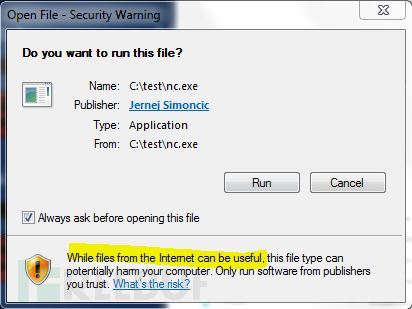 Open File - Security Warning
Do you want to run this file?
Name: C:\test\nc.exe
Publisher: Jernej Simoncic
Type: Application
From: C:\test\nc.exe
Run Cancel
Always ask before opening this file
While files from the Internet can be useful, this file type can
potentially harm your computer. Only run software from publishers
you trust. What's the risk?